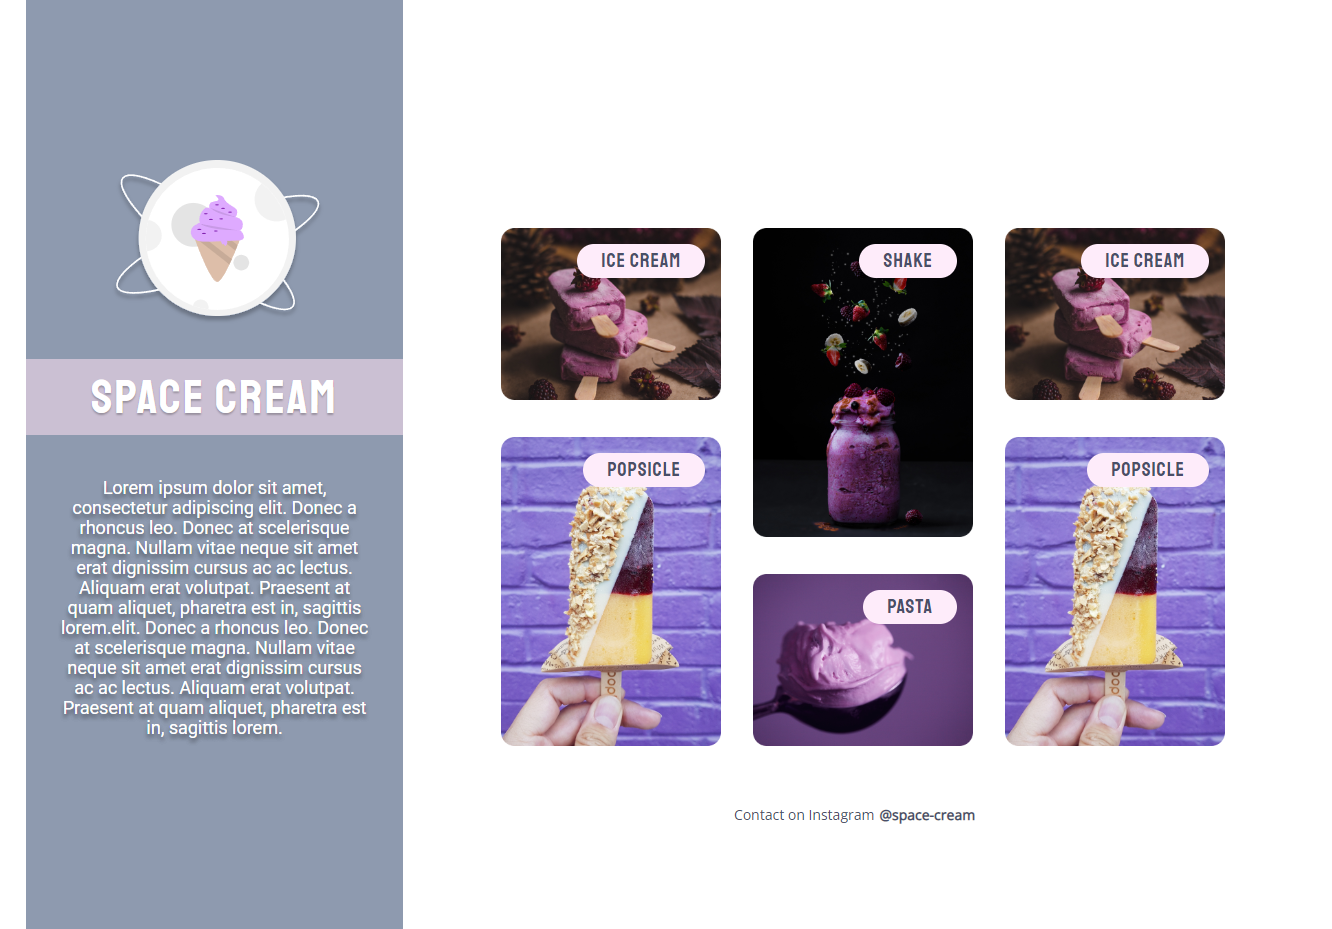 SPACE CREAM
Lorem ipsum dolor sit amet,
consectetur adipiscing elit. Donec a
rhoncus leo. Donec at scelerisque
magna. Nullam vitae neque sit amet
erat dignissim cursus ac ac lectus.
Aliquam erat volutpat. Praesent at
quam aliquet, pharetra est in, sagittis
lorem.elit. Donec a rhoncus leo. Donec
at scelerisque magna. Nullam vitae
neque sit amet erat dignissim cursus
ac ac lectus. Aliquam erat volutpat.
Praesent at quam aliquet, pharetra est
in, sagittis lorem.
ICE CREAM
SHAKE
ICE CREAM
POPSICLE
POPSICLE
PASTA
Contact on Instagram @space-cream